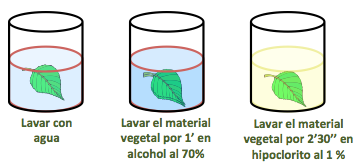 Lavar con
agua
Lavar el material
vegetal por 1’ en
alcohol al 70%
Lavar el material
vegetal por 2’30’’ en
hipoclorito al 1 %